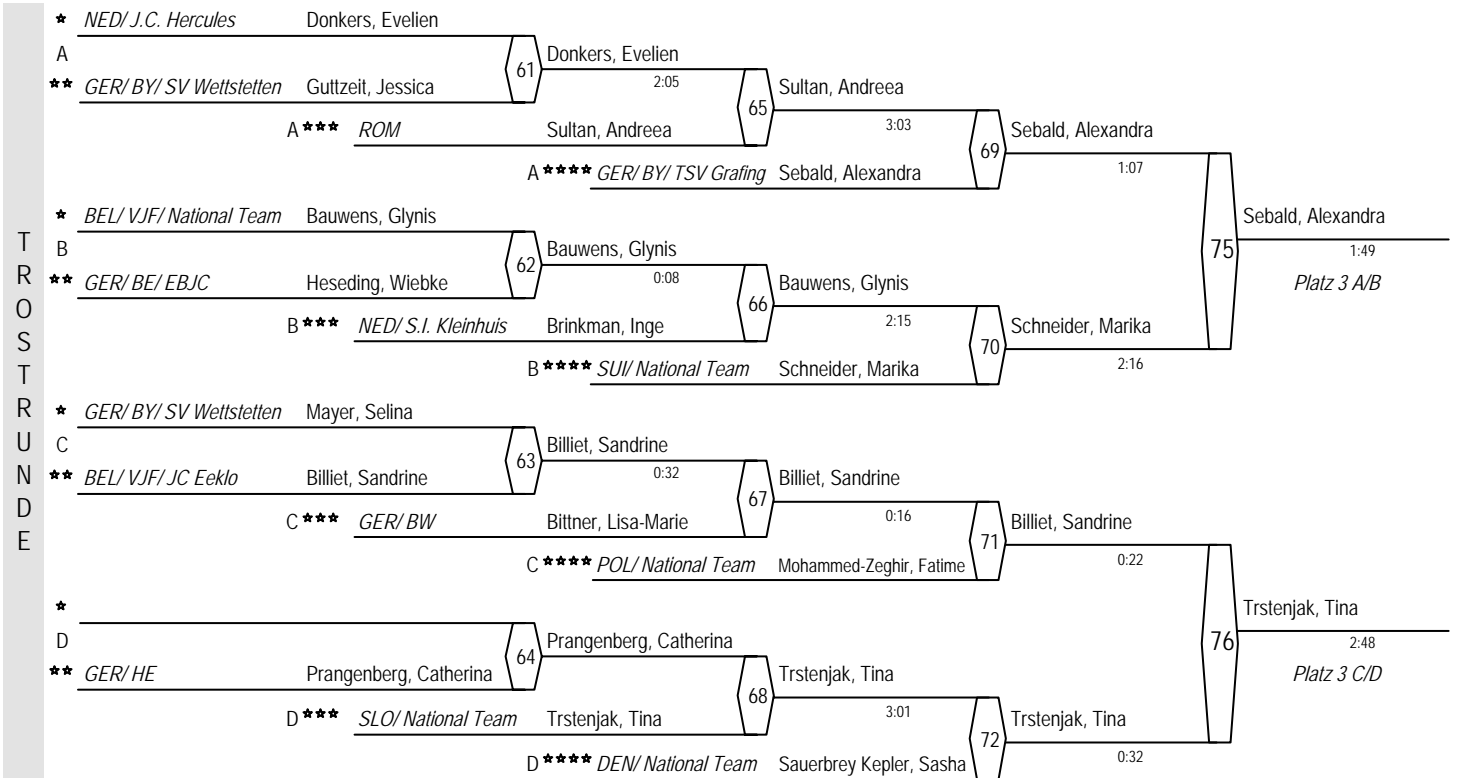 TROSTRUNDE
* NED/ J.C. Hercules Donkers, Evelien
A
** GER/ BY/ SV Wettstetten Guttzeit, Jessica
61 Donkers, Evelien
2:05
A *** ROM Sultan, Andreea
65 Sultan, Andreea
3:03
A **** GER/ BY/ TSV Grafing Sebald, Alexandra
69 Sebald, Alexandra
1:07
* BEL/ VJF/ National Team Bauwens, Glynis
B
** GER/ BE/ EBJC Heseding, Wiebke
62 Bauwens, Glynis
0:08
B *** NED/ S.I. Kleinhuis Brinkman, Inge
66 Bauwens, Glynis
2:15
B **** SUI/ National Team Schneider, Marika
70 Schneider, Marika
2:16
75 Sebald, Alexandra
1:49
Platz 3 A/B
* GER/ BY/ SV Wettstetten Mayer, Selina
C
** BEL/ VJF/ JC Eeklo Billiet, Sandrine
63 Billiet, Sandrine
0:32
C *** GER/ BW Bittner, Lisa-Marie
67 Billiet, Sandrine
0:16
C **** POL/ National Team Mohammed-Zeghir, Fatime
71 Billiet, Sandrine
0:22
*
D
** GER/ HE Prangenberg, Catherina
64 Prangenberg, Catherina
D *** SLO/ National Team Trstenjak, Tina
68 Trstenjak, Tina
3:01
D **** DEN/ National Team Sauerbrey Kepler, Sasha
72 Trstenjak, Tina
0:32
76 Trstenjak, Tina
2:48
Platz 3 C/D